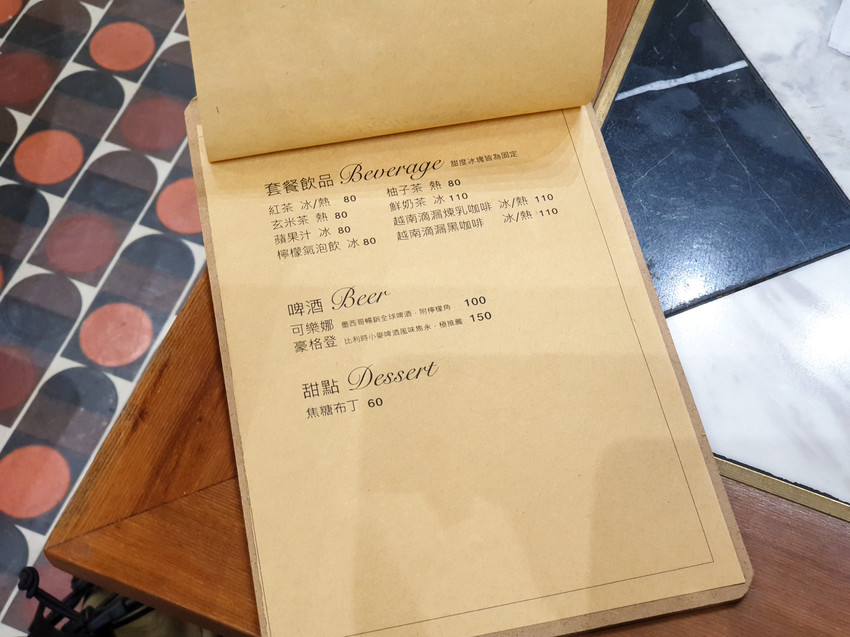 套餐飲品 Beverage 甜度冰塊皆為固定
紅茶 冰/熱 80
玄米茶 熱 80
蘋果汁 冰 80
檸檬氣泡飲 冰 80
柚子茶 熱 80
鮮奶茶 冰 110
越南滴漏煉乳咖啡 冰/熱 110
越南滴漏黑咖啡 冰/熱 110
啤酒 Beer
可樂娜 墨西哥暢銷全球啤酒，附檸檬角 100
豪格登 比利時小麥啤酒風味雋永，極推薦 150
甜點 Dessert
焦糖布丁 60